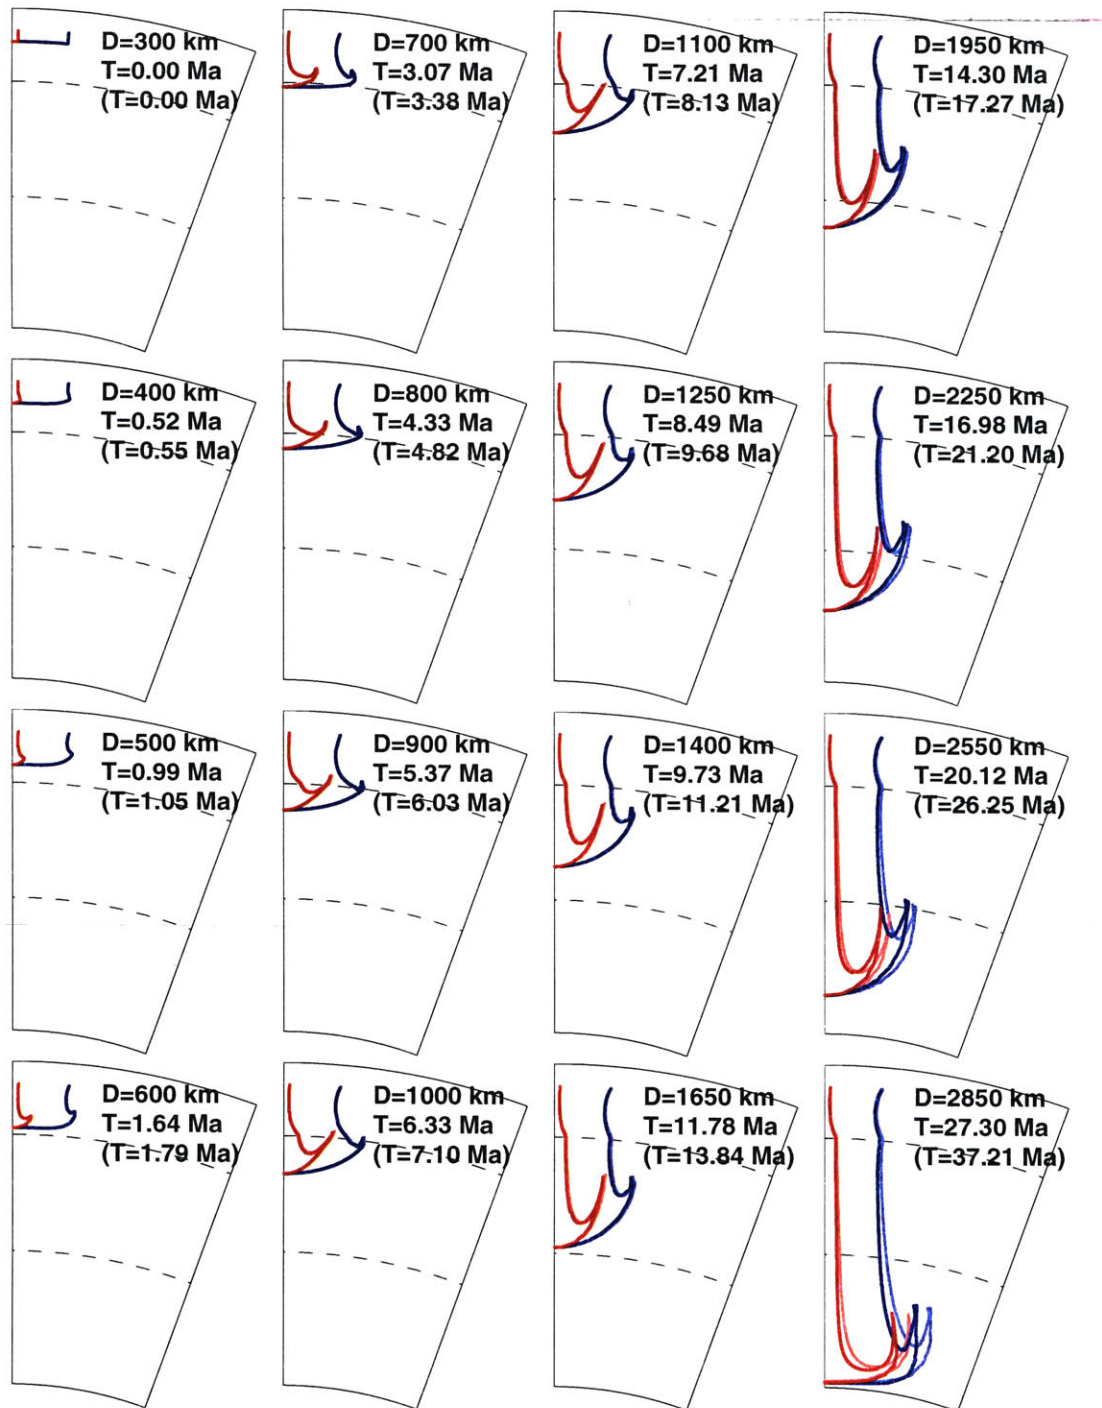 D=300 km
T=0.00 Ma
(T=0.00 Ma)
D=700 km
T=3.07 Ma
(T=3.38 Ma)
D=1100 km
T=7.21 Ma
(T=8.13 Ma)
D=1950 km
T=14.30 Ma
(T=17.27 Ma)
D=400 km
T=0.52 Ma
(T=0.55 Ma)
D=800 km
T=4.33 Ma
(T=4.82 Ma)
D=1250 km
T=8.49 Ma
(T=9.68 Ma)
D=2250 km
T=16.98 Ma
(T=21.20 Ma)
D=500 km
T=0.99 Ma
(T=1.05 Ma)
D=900 km
T=5.37 Ma
(T=6.03 Ma)
D=1400 km
T=9.73 Ma
(T=11.21 Ma)
D=2550 km
T=20.12 Ma
(T=26.25 Ma)
D=600 km
T=1.64 Ma
(T=1.79 Ma)
D=1000 km
T=6.33 Ma
(T=7.10 Ma)
D=1650 km
T=11.78 Ma
(T=13.84 Ma)
D=2850 km
T=27.30 Ma
(T=37.21 Ma)